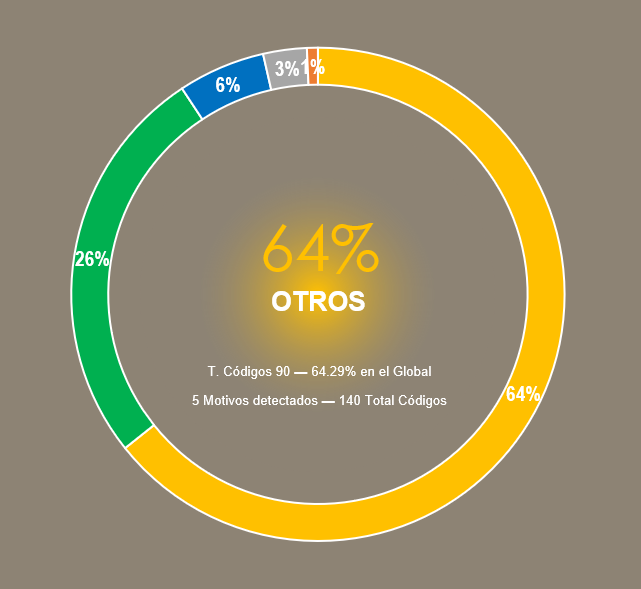 3%
1%
6%
64%
26%
OTROS
T. Códigos 90 — 64.29% en el Global
64%
5 Motivos detectados — 140 Total Códigos